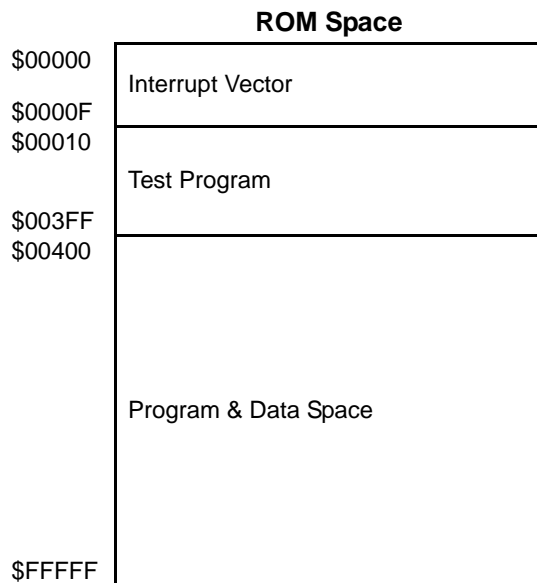 ROM Space
$00000
Interrupt Vector
$0000F
$00010
Test Program
$003FF
$00400
Program & Data Space
$FFFFF